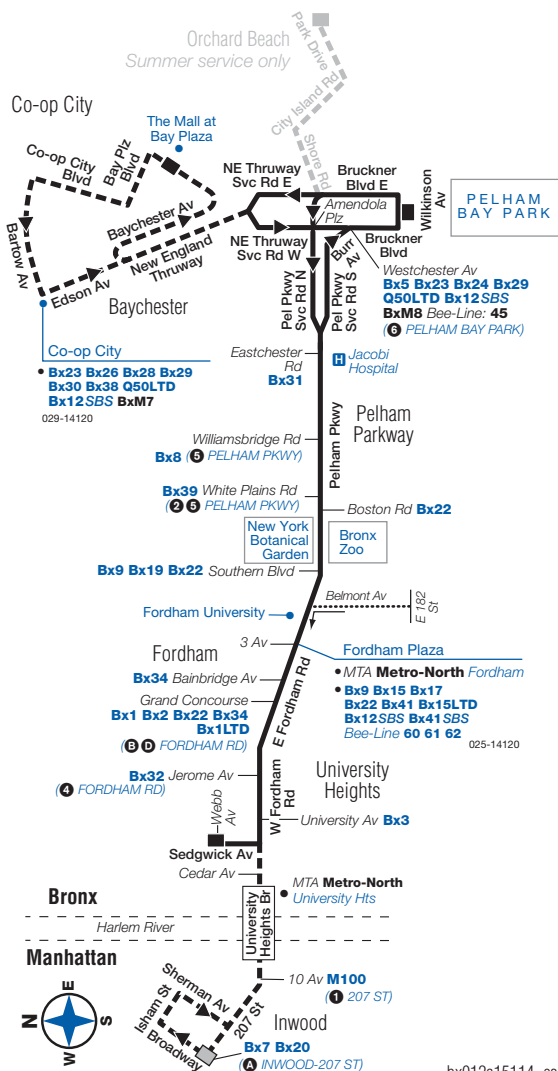 Orchard Beach
Summer service only
Park Drive
City Island Rd
Shore Rd
Co-op City
The Mall at
Bay Plaza
Co-op City
Blvd
Bay Plz
Blvd
Bartow Av
Baychester Av
Edson Av
New England
Thruway
Baychester
NE Thruway
Svc Rd E
Bruckner
Blvd E
Amendola
Plz
Wilkinson
Av
PELHAM
BAY PARK
NE Thruway
Svc Rd W
Burr
Av
Bruckner
Blvd
Pel Pkwy
Svc Rd N
Pel Pkwy
Svc Rd S
Westchester Av
Bx5 Bx23 Bx24 Bx29
Q50LTD Bx12SBS
BxM8 Bee-Line: 45
(6 PELHAM BAY PARK)
Co-op City
• Bx23 Bx26 Bx28 Bx29
Bx30 Bx38 Q50LTD
Bx12SBS BxM7
029-14120
Eastchester
Rd
Bx31
H Jacobi
Hospital
Pelham
Parkway
Pelham Pkwy
Williamsbridge Rd
Bx8 (5 PELHAM PKWY)
Bx39 White Plains Rd
(2 5 PELHAM PKWY)
Boston Rd Bx22
New York
Botanical
Garden
Bronx
Zoo
Bx9 Bx19 Bx22 Southern Blvd
Belmont Av
E 182
St
Fordham University
3 Av
Fordham Plaza
Fordham
• MTA Metro-North Fordham
• Bx9 Bx15 Bx17
Bx22 Bx41 Bx15LTD
Bx12SBS Bx41SBS
Bee-Line 60 61 62
025-14120
Bx34 Bainbridge Av
Grand Concourse
Bx1 Bx2 Bx22 Bx34
Bx1LTD
(B D FORDHAM RD)
E Fordham Rd
Bx32 Jerome Av
(4 FORDHAM RD)
University
Heights
W Fordham
Rd
Webb
Av
University Av Bx3
Sedgwick Av
Cedar Av
• MTA Metro-North
University Hts
University
Heights Br
Bronx
Harlem River
Manhattan
10 Av M100
(1 207 ST)
Sherman Av
Isham St
207 St
Broadway
Inwood
Bx7 Bx20
(A INWOOD-207 ST)
N
E
S
W